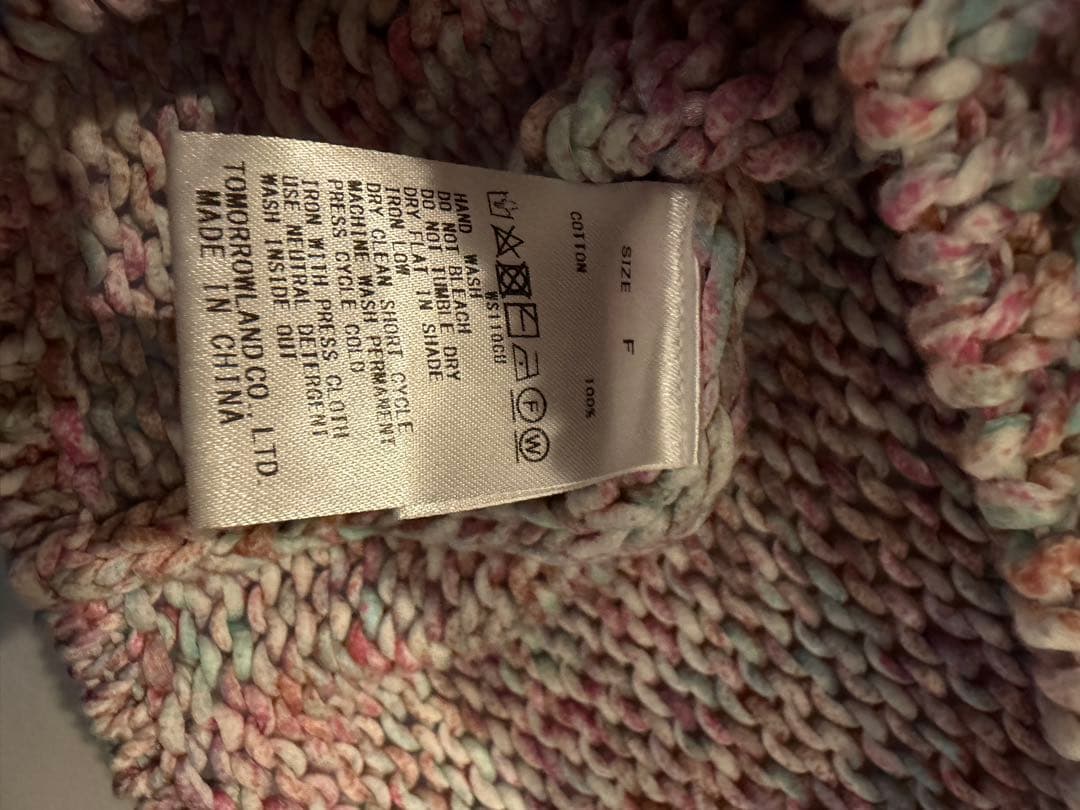 SIZE F
COTTON 100%
F W
WS110GH
HAND WASH
DO NOT BLEACH
DO NOT TUMBLE DRY
DRY FLAT IN SHADE
IRON LOW
DRY CLEAN SHORT CYCLE
MACHINE WASH PERMANENT
PRESS CYCLE COLD
IRON WITH PRESS CLOTH
USE NEUTRAL DETERGENT
WASH INSIDE OUT
TOMORROWLAND CO., LTD.
MADE IN CHINA